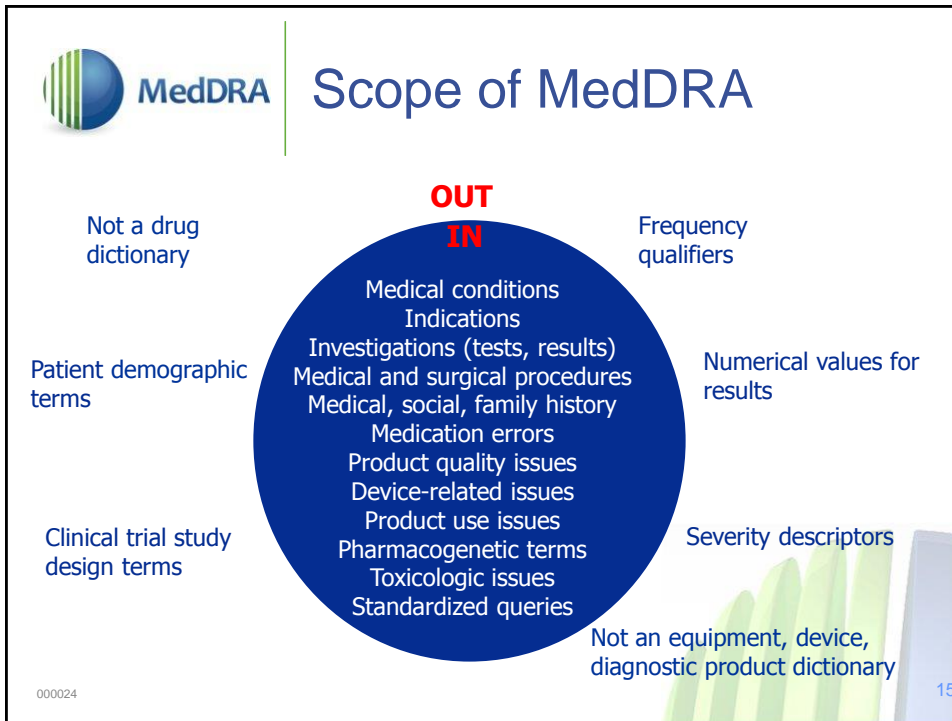 MedDRA
Scope of MedDRA
OUT
IN
Not a drug
dictionary
Frequency
qualifiers
Medical conditions
Indications
Investigations (tests, results)
Medical and surgical procedures
Medical, social, family history
Medication errors
Product quality issues
Device-related issues
Product use issues
Pharmacogenetic terms
Toxicologic issues
Standardized queries
Patient demographic
terms
Numerical values for
results
Clinical trial study
design terms
Severity descriptors
Not an equipment, device,
diagnostic product dictionary
000024
15